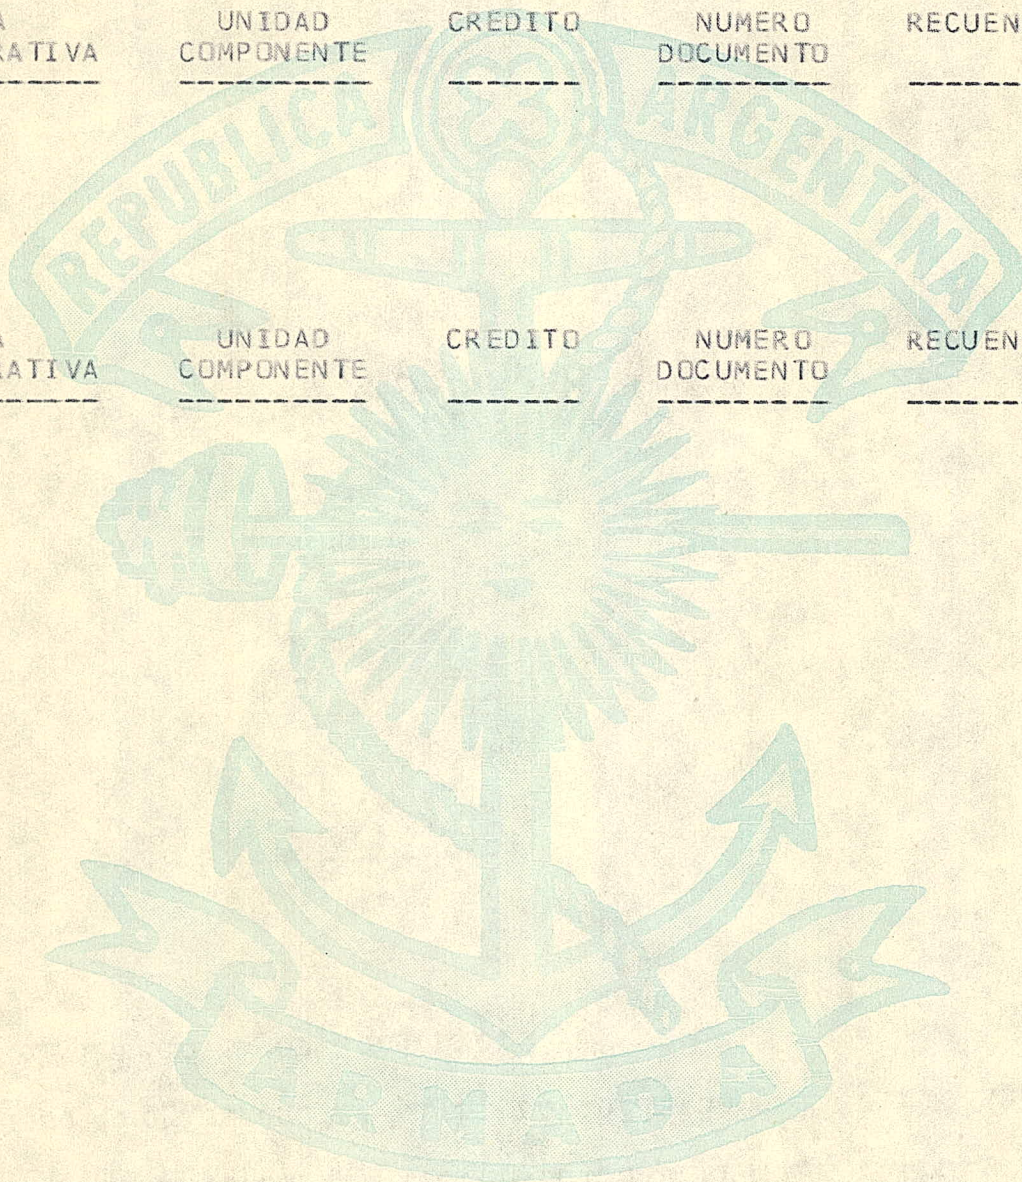 A UNIDAD CREDITO NUMERO RECUEN
RATIVA COMPONENTE DOCUMENTO
REPUBLICA ARGENTINA
A UNIDAD CREDITO NUMERO RECUEN
RATIVA COMPONENTE DOCUMENTO
ARMADA